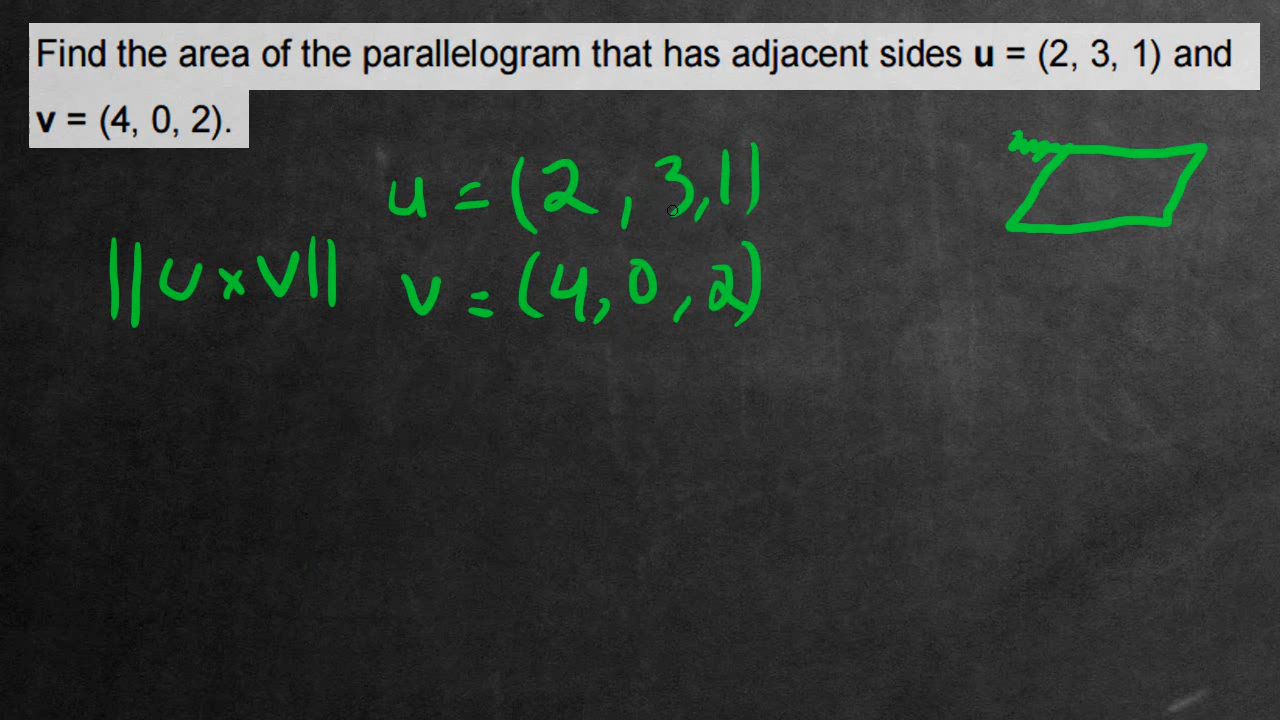 Find the area of the parallelogram that has adjacent sides u = (2, 3, 1) and
v = (4, 0, 2).
u = (2, 3, 1)
||u x v|| v = (4, 0, 2)